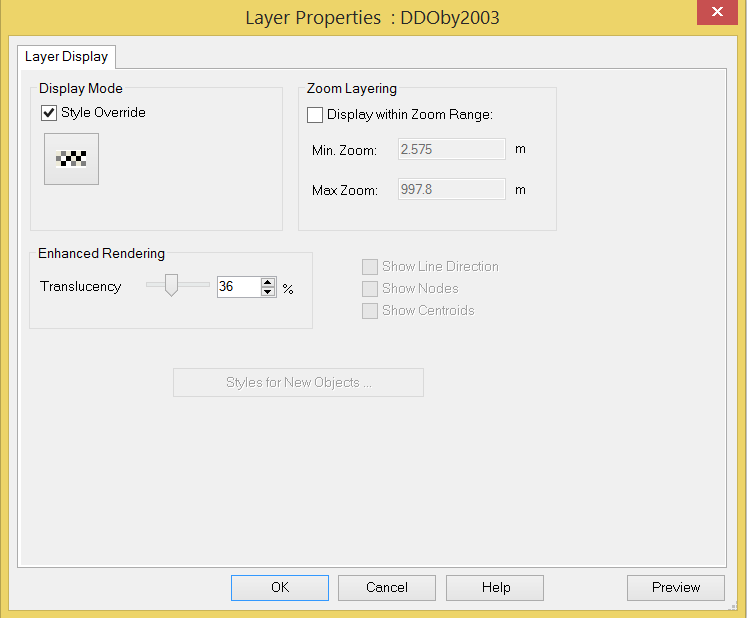 Layer Properties : DDOby2003
Layer Display
Display Mode
Style Override
Zoom Layering
Display within Zoom Range:
Min. Zoom: 2.575 m
Max Zoom: 997.8 m
Enhanced Rendering
Translucency 36 %
Show Line Direction
Show Nodes
Show Centroids
Styles for New Objects ...
OK Cancel Help Preview